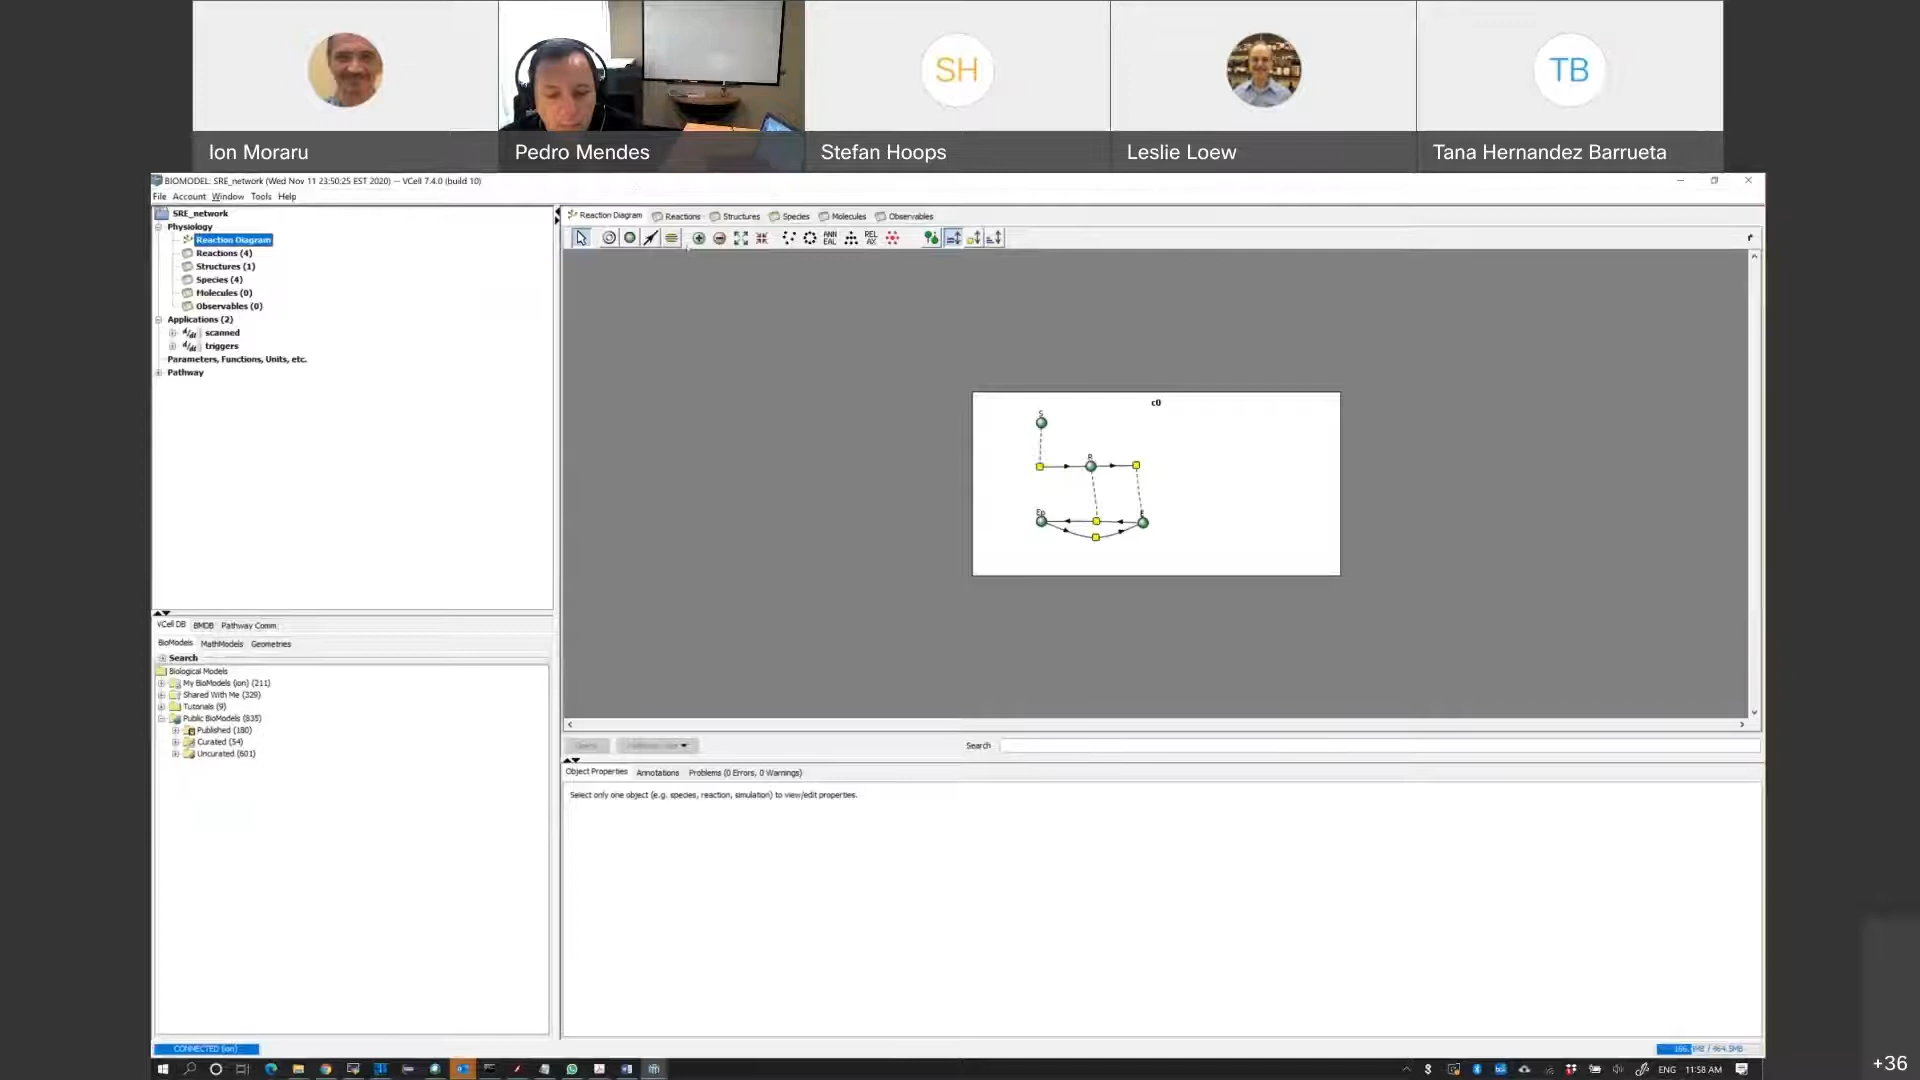 SH
TB
Ion Moraru
Pedro Mendes
Stefan Hoops
Leslie Loew
Tana Hernandez Barrueta
BIOMODEL: SRE_network (Wed Nov 11 23:50:25 EST 2020) -- VCell 7.4.0 (build 10)
File Account Window Tools Help
SRE_network
Physiology
Reaction Diagram
Reactions (4)
Structures (1)
Species (4)
Molecules (0)
Observables (0)
Applications (2)
scanned
triggers
Parameters, Functions, Units, etc.
Pathway
Reaction Diagram Reactions Structures Species Molecules Observables
ANN EAL REL AX
c0
S
R
Ep
E
Search
Object Properties Annotations Problems (0 Errors, 0 Warnings)
Select only one object (e.g. species, reaction, simulation) to view/edit properties.
VCell DB BMDB Pathway Comm
BioModels MathModels Geometries
Search
Biological Models
My BioModels (ion) (211)
Shared With Me (329)
Tutorials (9)
Public BioModels (835)
Published (180)
Curated (54)
Uncurated (601)
CONNECTED (ion)
ENG 11:58 AM
+36